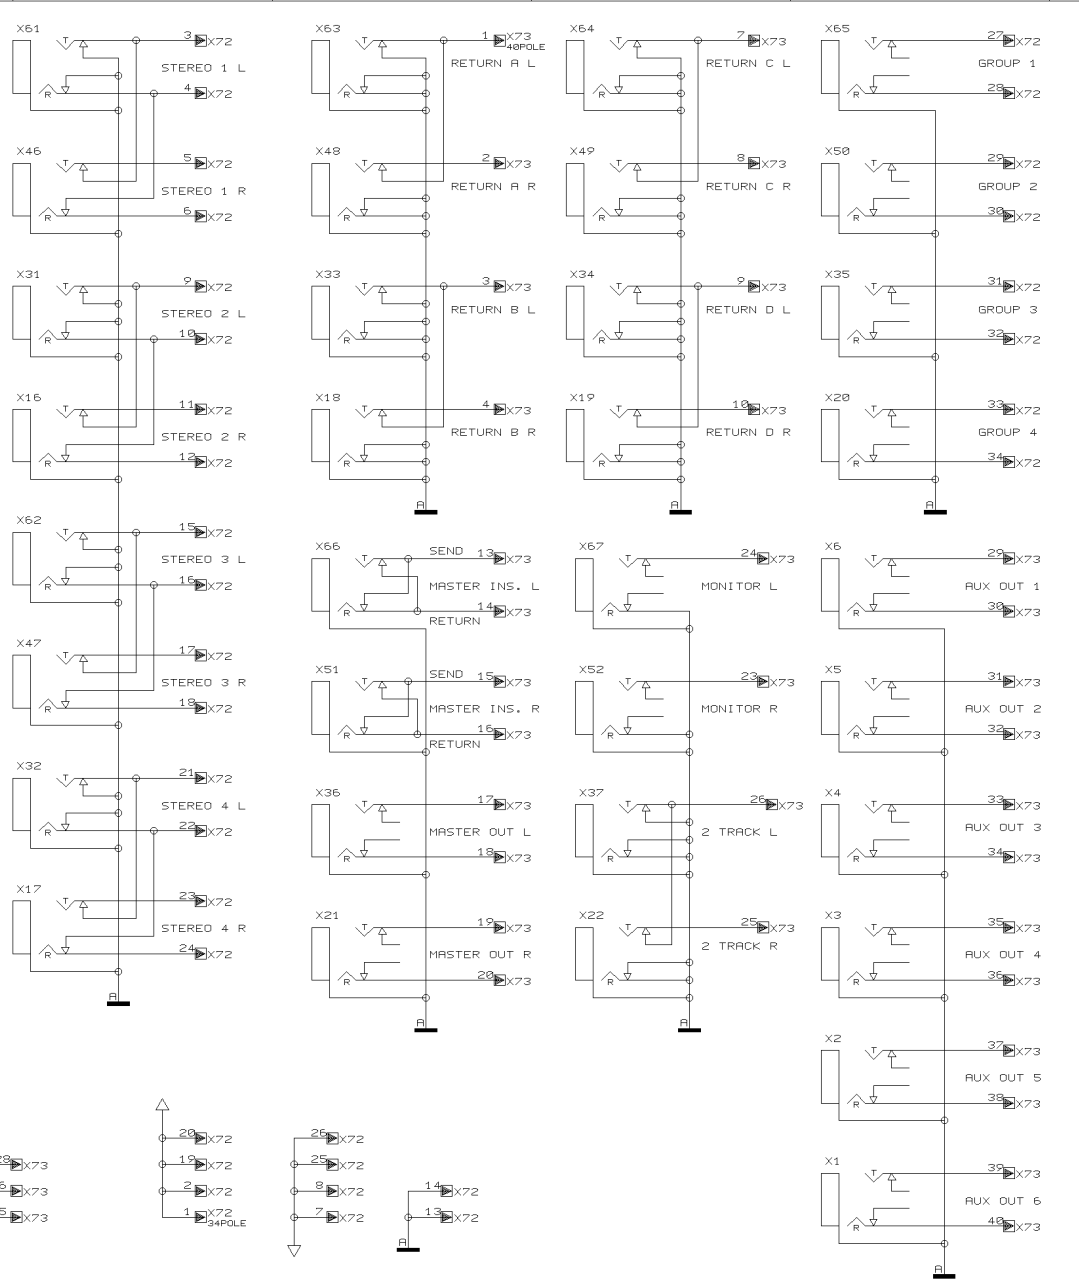 X61
T
3 X72
STEREO 1 L
R
4 X72
X46
T
5 X72
STEREO 1 R
R
6 X72
X31
T
9 X72
STEREO 2 L
R
10 X72
X16
T
11 X72
STEREO 2 R
R
12 X72
X62
T
15 X72
STEREO 3 L
R
16 X72
X47
T
17 X72
STEREO 3 R
R
18 X72
X32
T
21 X72
STEREO 4 L
R
22 X72
X17
T
23 X72
STEREO 4 R
R
24 X72
A
X63
T
1 X73
40POLE
RETURN A L
R
X48
T
2 X73
RETURN A R
R
X33
T
3 X73
RETURN B L
R
X18
T
4 X73
RETURN B R
R
A
X64
T
7 X73
RETURN C L
R
X49
T
8 X73
RETURN C R
R
X34
T
9 X73
RETURN D L
R
X19
T
10 X73
RETURN D R
R
A
X65
T
27 X72
GROUP 1
R
28 X72
X50
T
29 X72
GROUP 2
R
30 X72
X35
T
31 X72
GROUP 3
R
32 X72
X20
T
33 X72
GROUP 4
R
34 X72
A
X66
T
SEND 13 X73
MASTER INS. L
R
14 X73
RETURN
X51
T
SEND 15 X73
MASTER INS. R
R
16 X73
RETURN
X36
T
17 X73
MASTER OUT L
R
18 X73
X21
T
19 X73
MASTER OUT R
R
20 X73
A
X67
T
24 X73
MONITOR L
R
X52
T
23 X73
MONITOR R
R
X37
T
26 X73
2 TRACK L
R
X22
T
25 X73
2 TRACK R
R
A
X6
T
29 X73
AUX OUT 1
R
30 X73
X5
T
31 X73
AUX OUT 2
R
32 X73
X4
T
33 X73
AUX OUT 3
R
34 X73
X3
T
35 X73
AUX OUT 4
R
36 X73
X2
T
37 X73
AUX OUT 5
R
38 X73
X1
T
39 X73
AUX OUT 6
R
40 X73
A
X73
X73
X73
20 X72
19 X72
2 X72
1 X72
34POLE
26 X72
25 X72
8 X72
7 X72
14 X72
13 X72
A